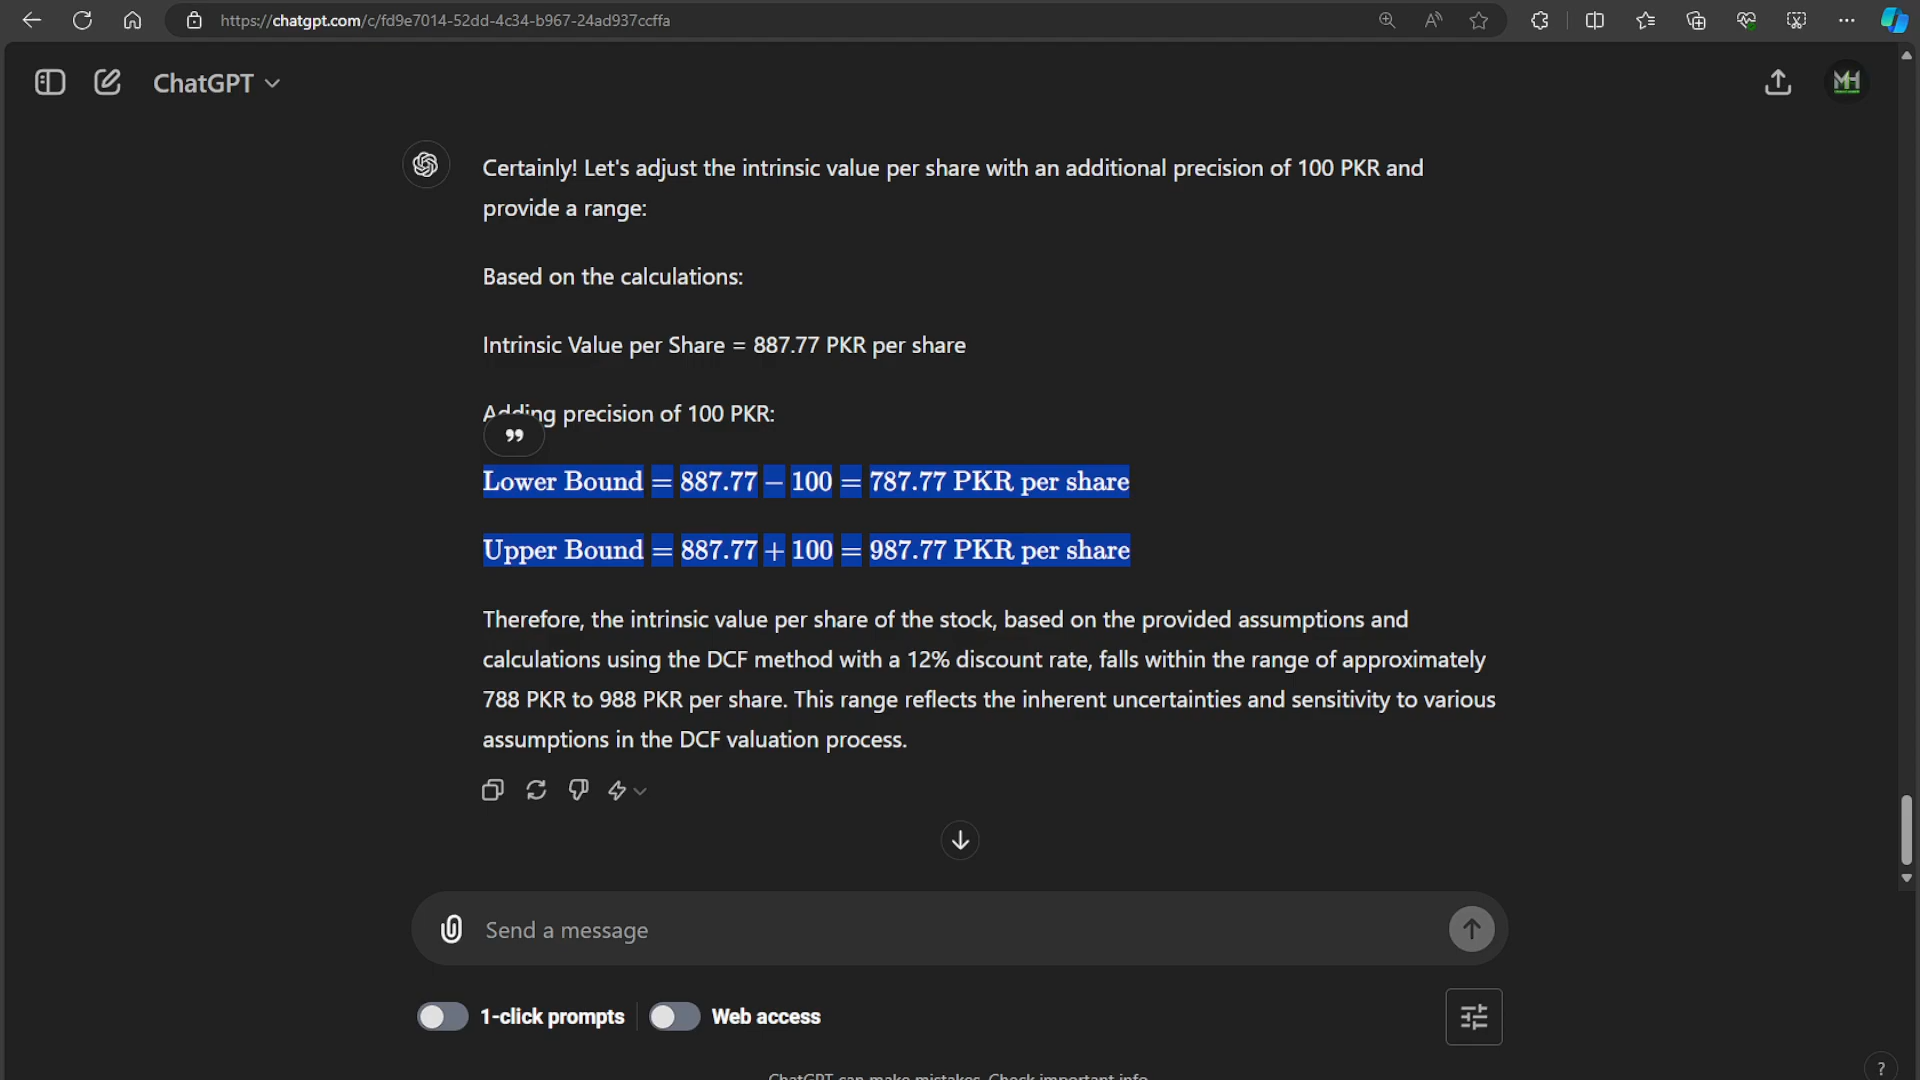 https://chatgpt.com/c/fd9e7014-52dd-4c34-b967-24ad937ccffa
ChatGPT
MH
Certainly! Let's adjust the intrinsic value per share with an additional precision of 100 PKR and
provide a range:
Based on the calculations:
Intrinsic Value per Share = 887.77 PKR per share
Adding precision of 100 PKR:
Lower Bound = 887.77 − 100 = 787.77 PKR per share
Upper Bound = 887.77 + 100 = 987.77 PKR per share
Therefore, the intrinsic value per share of the stock, based on the provided assumptions and
calculations using the DCF method with a 12% discount rate, falls within the range of approximately
788 PKR to 988 PKR per share. This range reflects the inherent uncertainties and sensitivity to various
assumptions in the DCF valuation process.
Send a message
1-click prompts
Web access
ChatGPT can make mistakes. Check important info.
?